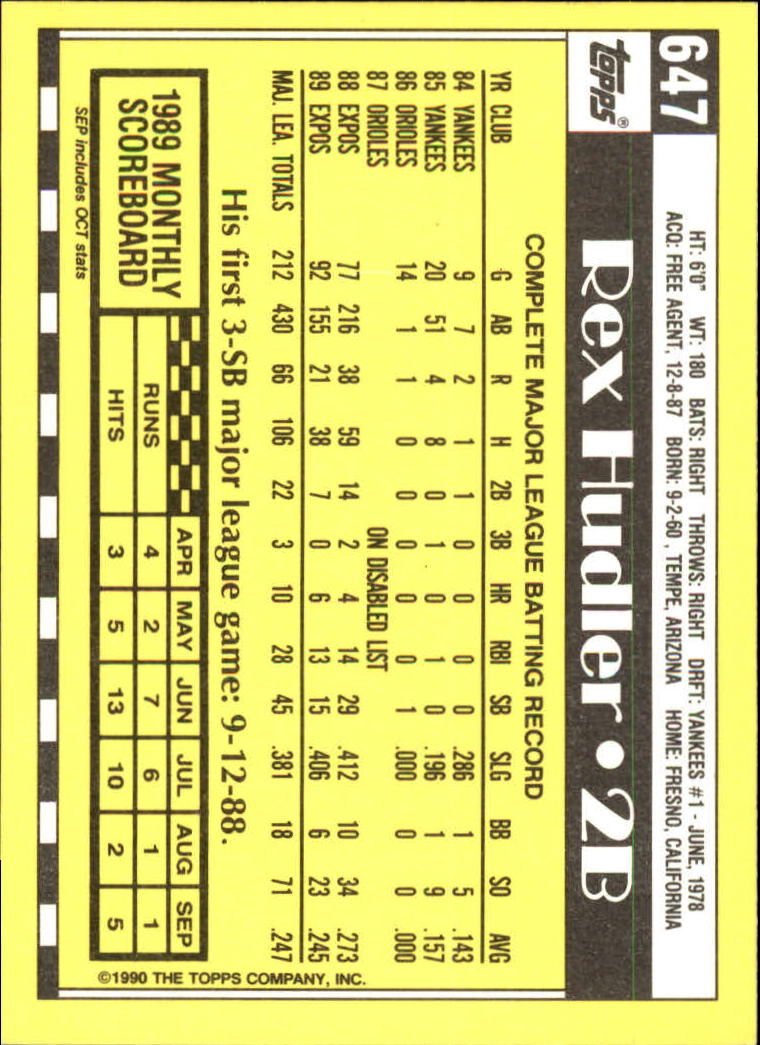 647
topps®
HT: 6'0" WT: 180 BATS: RIGHT THROWS: RIGHT DRFT: YANKEES #1 - JUNE, 1978
ACQ: FREE AGENT, 12-8-87 BORN: 9-2-60 , TEMPE, ARIZONA HOME: FRESNO, CALIFORNIA
Rex Hudler • 2B
COMPLETE MAJOR LEAGUE BATTING RECORD
YR CLUB G AB R H 2B 3B HR RBI SB SLG BB SO AVG
84 YANKEES 9 7 2 1 1 0 0 0 0 .286 1 5 .143
85 YANKEES 20 51 4 8 0 1 0 1 0 .196 1 9 .157
86 ORIOLES 14 1 1 0 0 0 0 0 1 .000 0 0 .000
87 ORIOLES ON DISABLED LIST
88 EXPOS 77 216 38 59 14 2 4 14 29 .412 10 34 .273
89 EXPOS 92 155 21 38 7 0 6 13 15 .406 6 23 .245
MAJ. LEA. TOTALS 212 430 66 106 22 3 10 28 45 .381 18 71 .247
His first 3-SB major league game: 9-12-88.
1989 MONTHLY
SCOREBOARD
APR MAY JUN JUL AUG SEP
RUNS 4 2 7 6 1 1
HITS 3 5 13 10 2 5
SEP includes OCT stats
©1990 THE TOPPS COMPANY, INC.